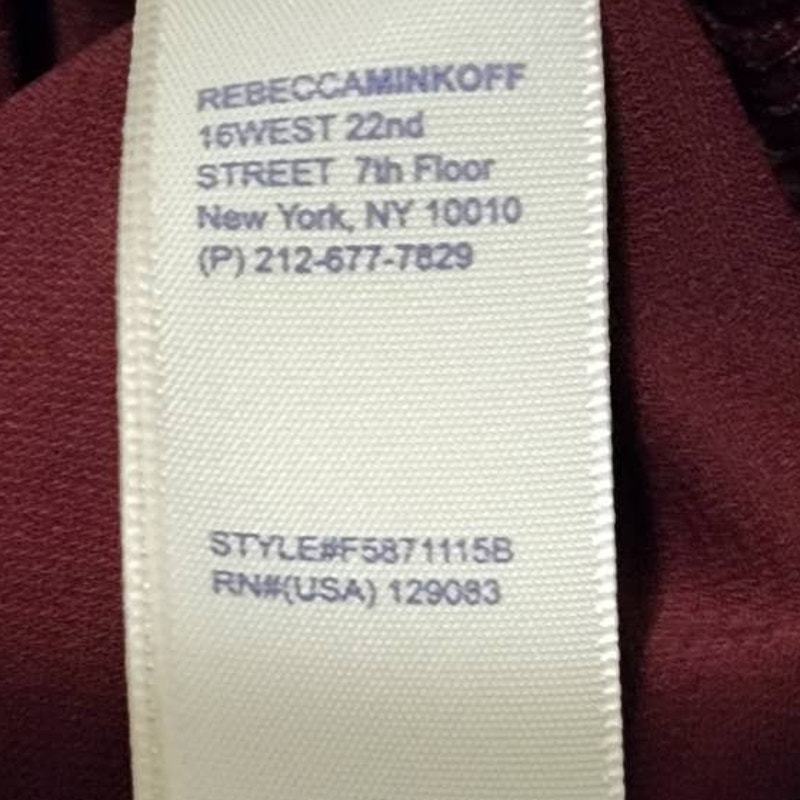 REBECCAMINKOFF
16WEST 22nd
STREET 7th Floor
New York, NY 10010
(P) 212-677-7829
STYLE#F5871115B
RN#(USA) 129083